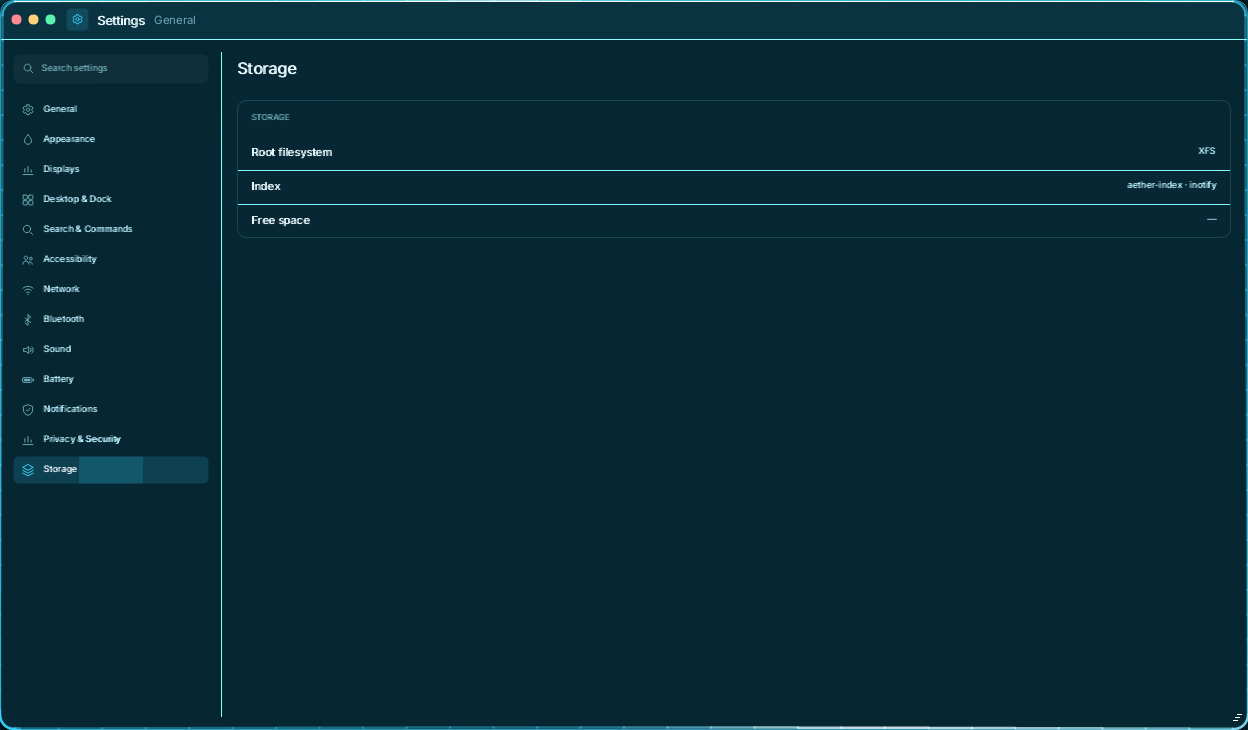 Settings General
Search settings
General
Appearance
Displays
Desktop & Dock
Search & Commands
Accessibility
Network
Bluetooth
Sound
Battery
Notifications
Privacy & Security
Storage
Storage
STORAGE
Root filesystem XFS
Index aether-index · inotify
Free space —